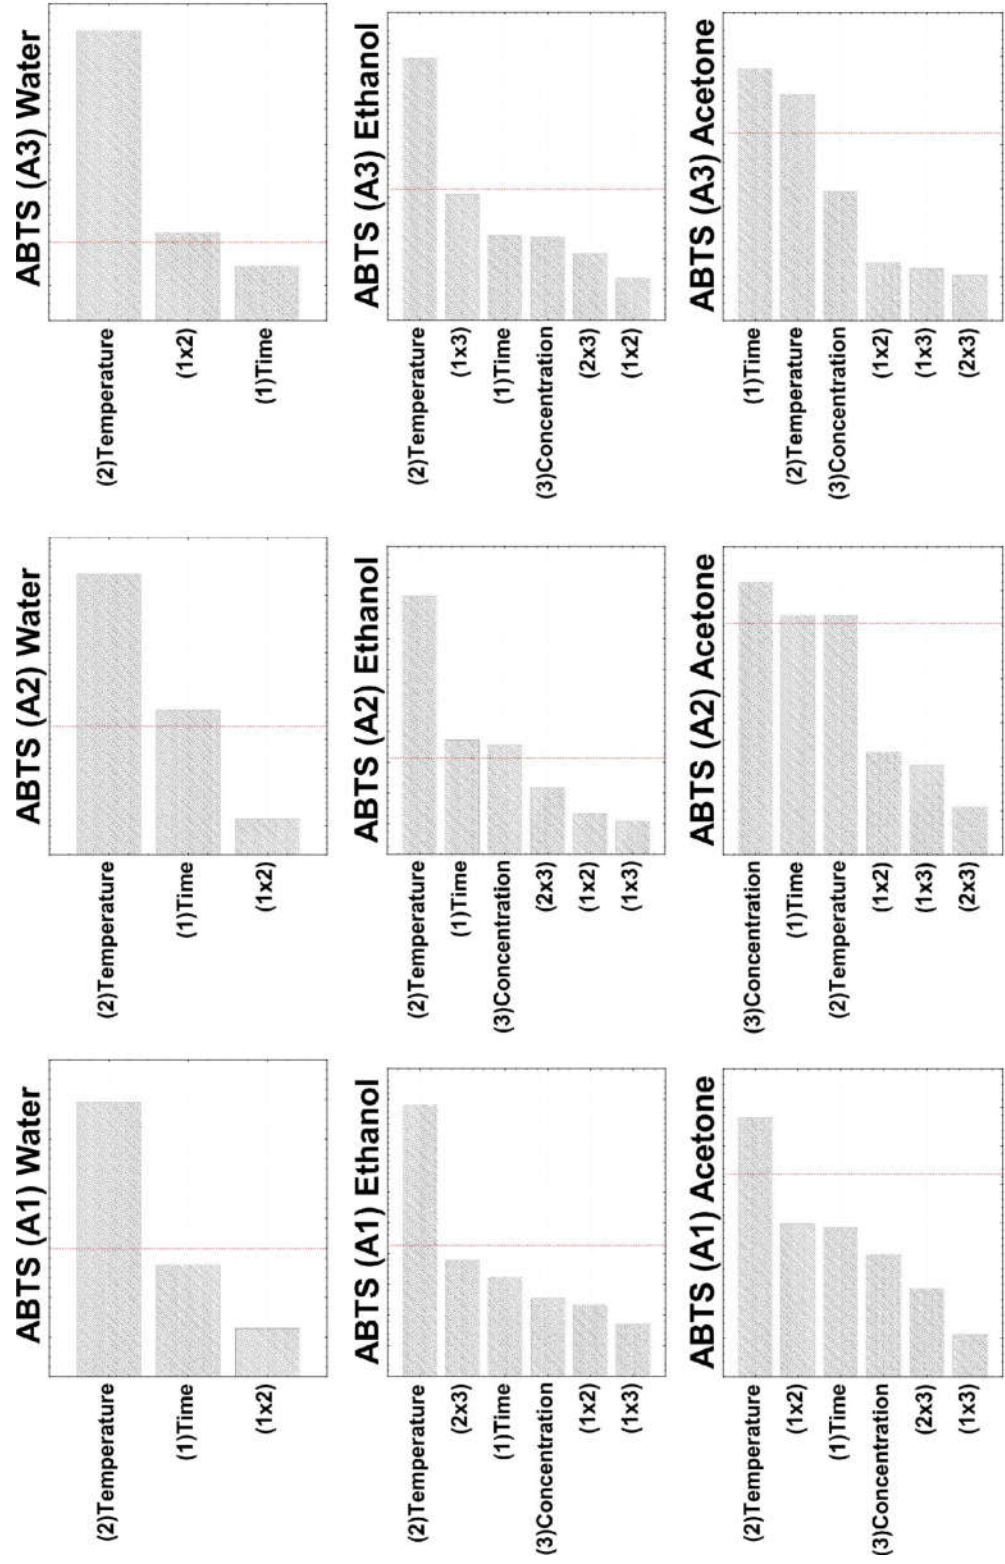 ABTS (A1) Water
(2)Temperature
(1)Time
(1x2)
ABTS (A2) Water
(2)Temperature
(1)Time
(1x2)
ABTS (A3) Water
(2)Temperature
(1x2)
(1)Time
ABTS (A1) Ethanol
(2)Temperature
(2x3)
(1)Time
(3)Concentration
(1x2)
(1x3)
ABTS (A2) Ethanol
(2)Temperature
(1)Time
(3)Concentration
(2x3)
(1x2)
(1x3)
ABTS (A3) Ethanol
(2)Temperature
(1x3)
(1)Time
(3)Concentration
(2x3)
(1x2)
ABTS (A1) Acetone
(2)Temperature
(1x2)
(1)Time
(3)Concentration
(2x3)
(1x3)
ABTS (A2) Acetone
(3)Concentration
(1)Time
(2)Temperature
(1x2)
(1x3)
(2x3)
ABTS (A3) Acetone
(1)Time
(2)Temperature
(3)Concentration
(1x2)
(1x3)
(2x3)